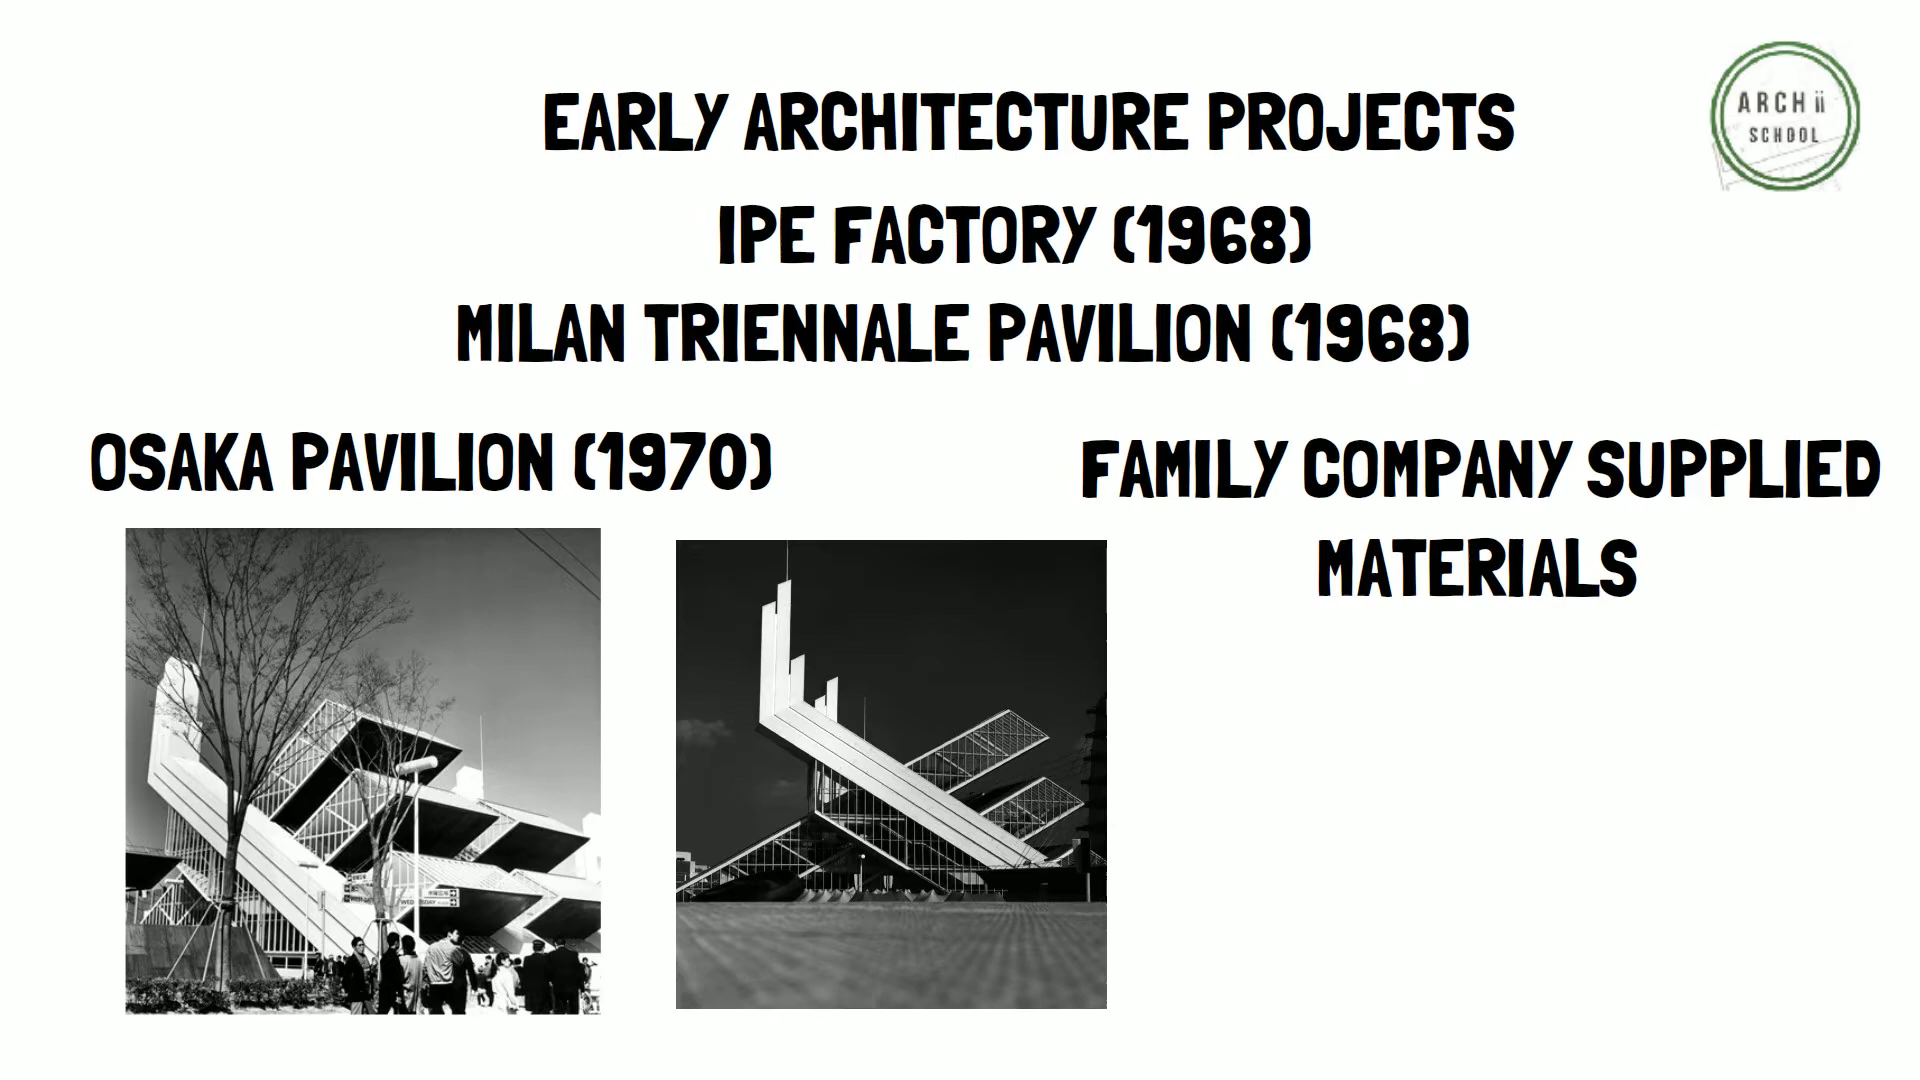 EARLY ARCHITECTURE PROJECTS
ARCH ii
SCHOOL
IPE FACTORY (1968)
MILAN TRIENNALE PAVILION (1968)
OSAKA PAVILION (1970)
FAMILY COMPANY SUPPLIED
MATERIALS